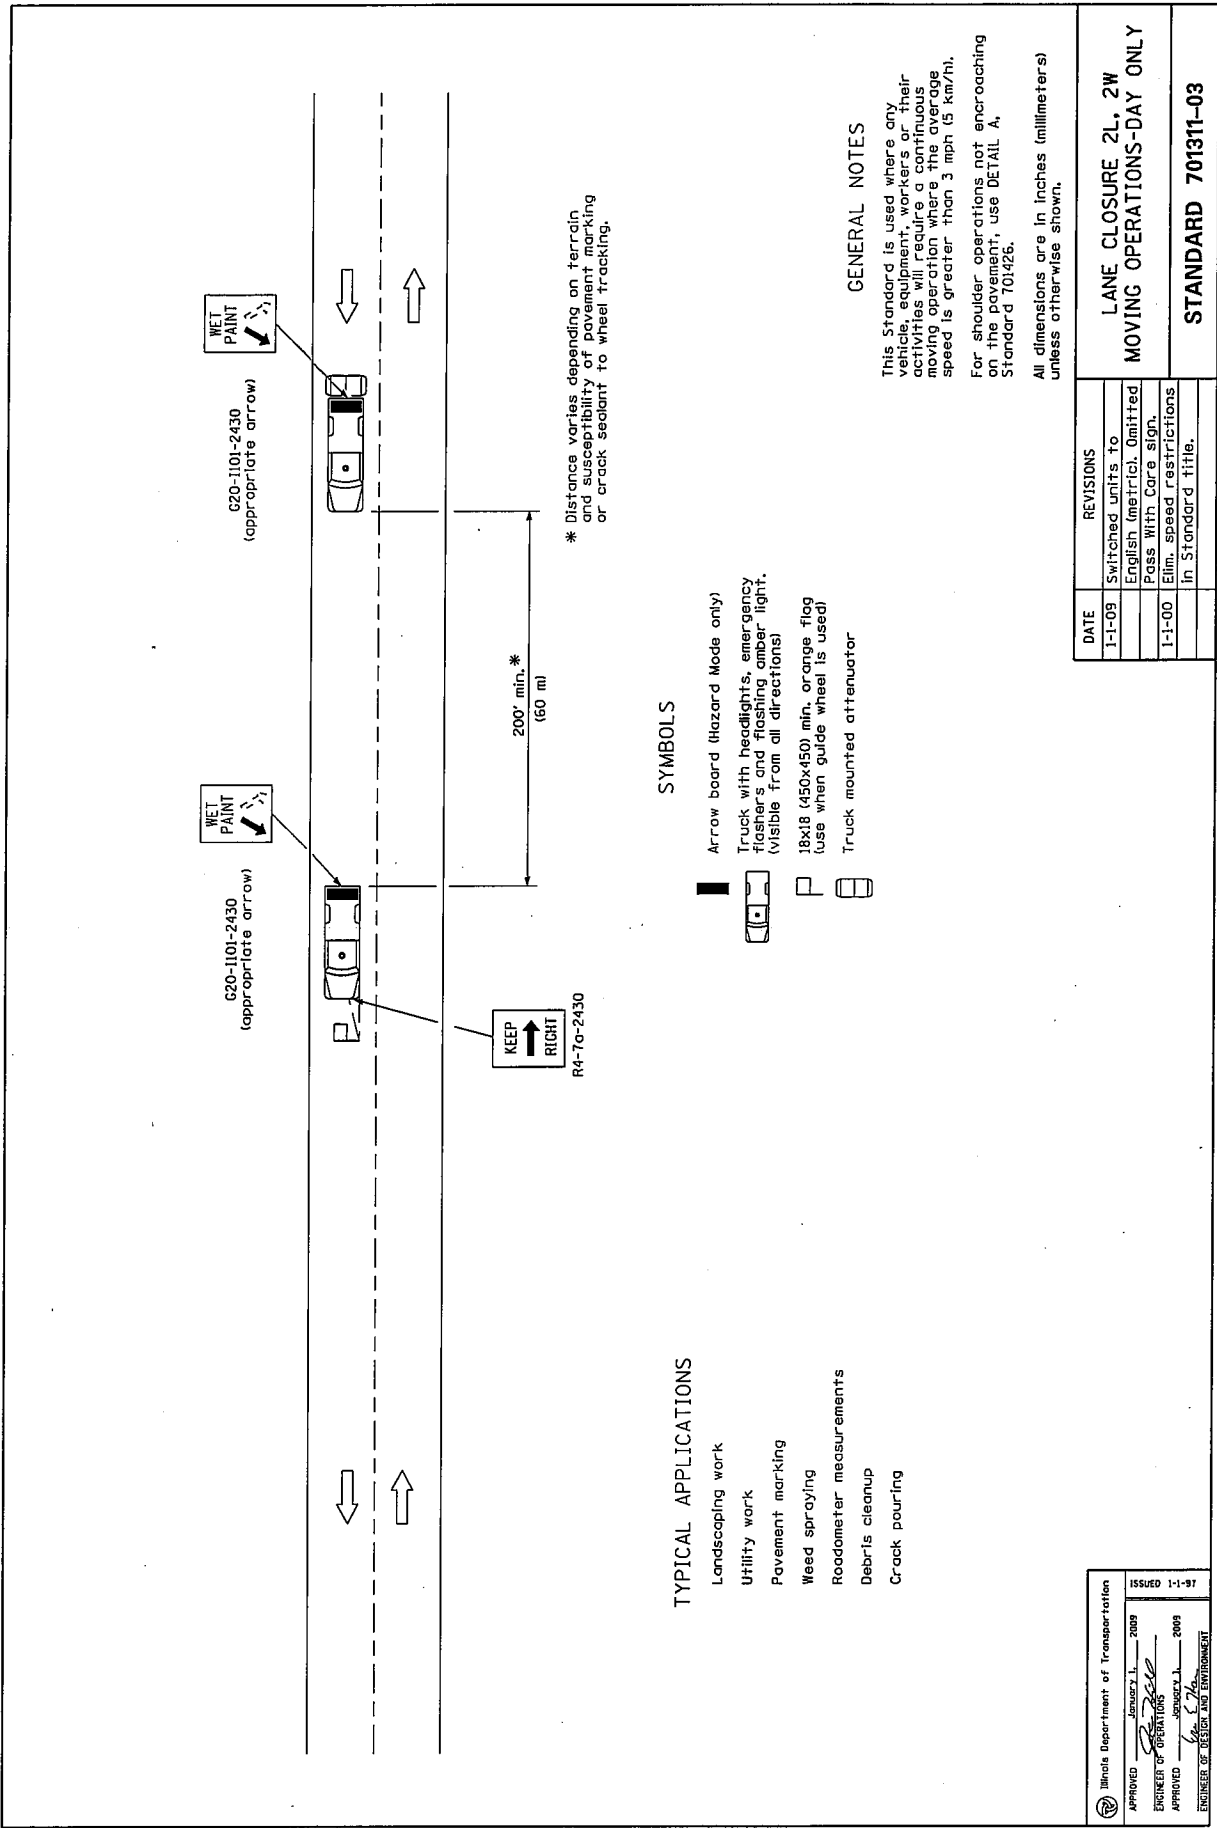 WET
PAINT
G20-I101-2430
(appropriate arrow)
WET
PAINT
G20-I101-2430
(appropriate arrow)
KEEP
RIGHT
R4-7a-2430
200' min.*
(60 m)
* Distance varies depending on terrain
and susceptibility of pavement marking
or crack sealant to wheel tracking.
TYPICAL APPLICATIONS
Landscaping work
Utility work
Pavement marking
Weed spraying
Roadometer measurements
Debris cleanup
Crack pouring
SYMBOLS
Arrow board (Hazard Mode only)
Truck with headlights, emergency
flashers and flashing amber light.
(visible from all directions)
18x18 (450x450) min. orange flag
(use when guide wheel is used)
Truck mounted attenuator
GENERAL NOTES
This Standard is used where any
vehicle, equipment, workers or their
activities will require a continuous
moving operation where the average
speed is greater than 3 mph (5 km/h).
For shoulder operations not encroaching
on the pavement, use DETAIL A,
Standard 701426.
All dimensions are in inches (millimeters)
unless otherwise shown.
Illinois Department of Transportation
APPROVED January 1, 2009
ENGINEER OF OPERATIONS
APPROVED January 1, 2009
ENGINEER OF DESIGN AND ENVIRONMENT
ISSUED 1-1-97
DATE REVISIONS
1-1-09 Switched units to
English (metric). Omitted
Pass With Care sign.
1-1-00 Elim. speed restrictions
in Standard title.
LANE CLOSURE 2L, 2W
MOVING OPERATIONS-DAY ONLY
STANDARD 701311-03